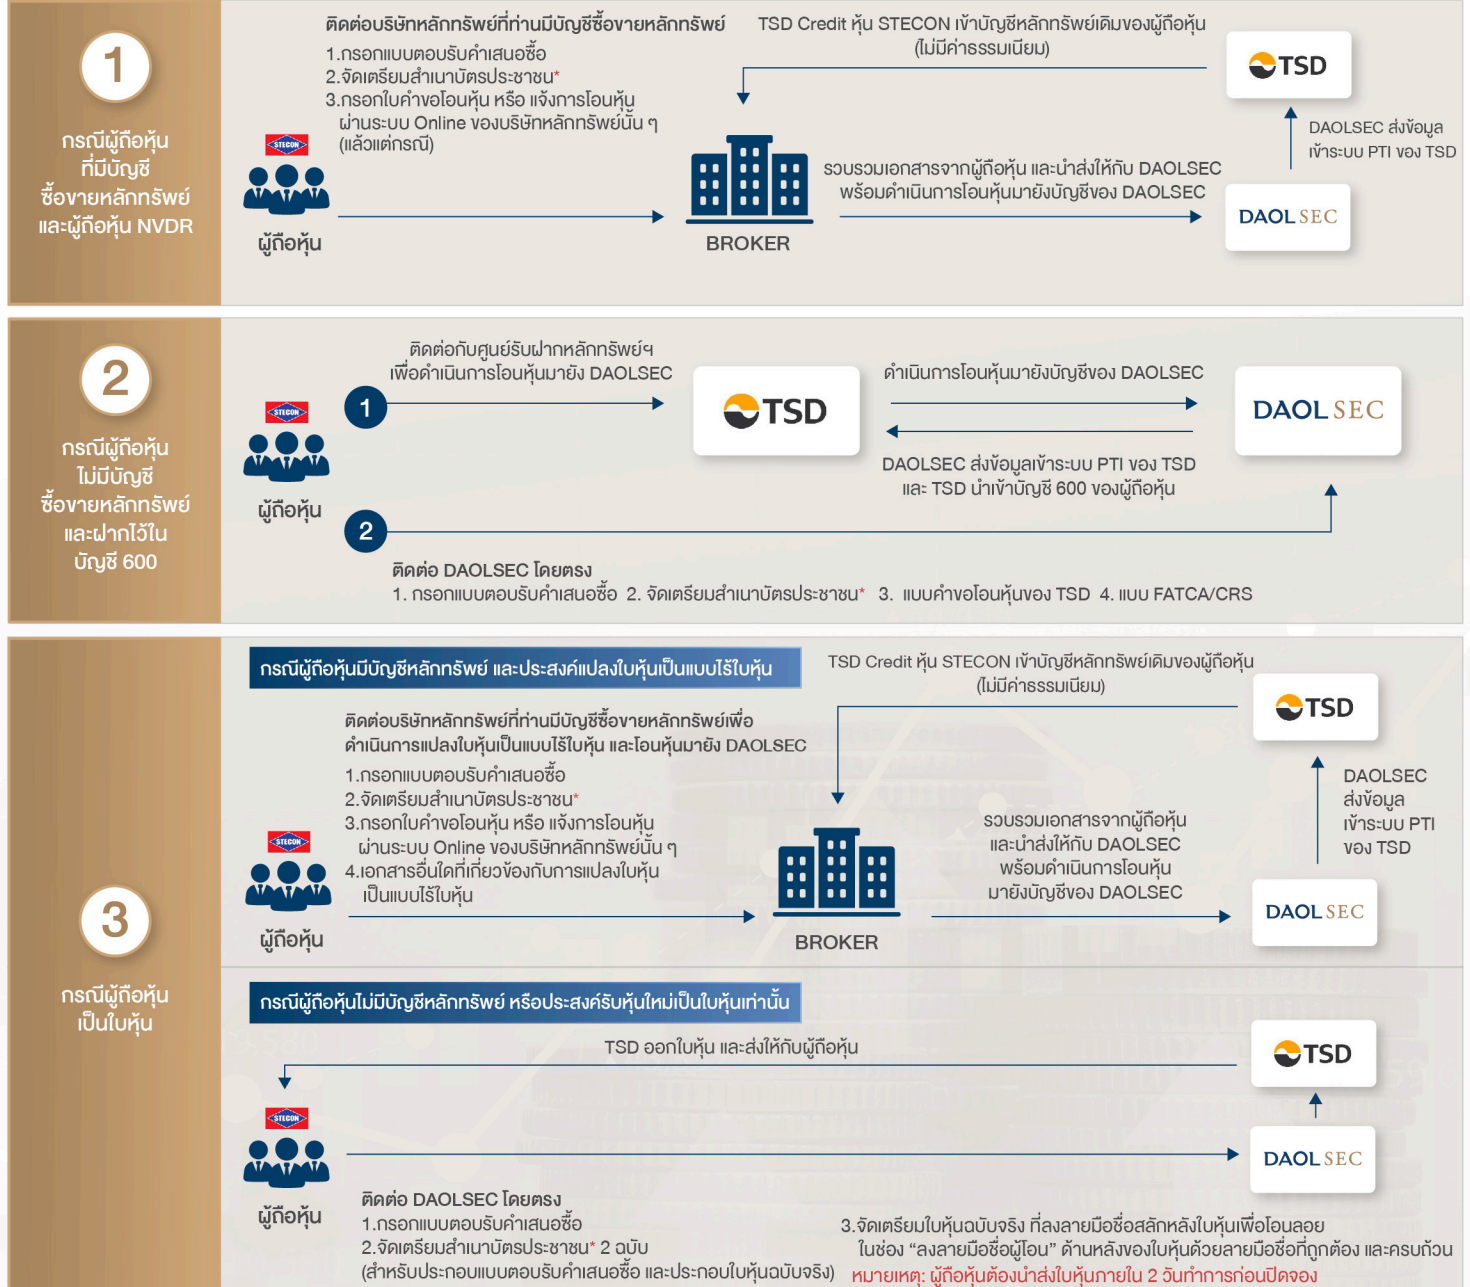 1
กรณีผู้ถือหุ้น
ที่มีบัญชี
ซื้อขายหลักทรัพย์
และผู้ถือหุ้น NVDR
ติดต่อบริษัทหลักทรัพย์ที่ท่านมีบัญชีซื้อขายหลักทรัพย์
1.กรอกแบบตอบรับคำเสนอซื้อ
2.จัดเตรียมสำเนาบัตรประชาชน*
3.กรอกใบคำขอโอนหุ้น หรือ แจ้งการโอนหุ้น
ผ่านระบบ Online ของบริษัทหลักทรัพย์นั้น ๆ
(แล้วแต่กรณี)
STECON
ผู้ถือหุ้น
TSD Credit หุ้น STECON เข้าบัญชีหลักทรัพย์เดิมของผู้ถือหุ้น
(ไม่มีค่าธรรมเนียม)
BROKER
รวบรวมเอกสารจากผู้ถือหุ้น และนำส่งให้กับ DAOLSEC
พร้อมดำเนินการโอนหุ้นมายังบัญชีของ DAOLSEC
TSD
DAOLSEC ส่งข้อมูล
เข้าระบบ PTI ของ TSD
DAOL SEC
2
กรณีผู้ถือหุ้น
ไม่มีบัญชี
ซื้อขายหลักทรัพย์
และฝากไว้ใน
บัญชี 600
STECON
ผู้ถือหุ้น
ติดต่อกับศูนย์รับฝากหลักทรัพย์ฯ
เพื่อดำเนินการโอนหุ้นมายัง DAOLSEC
1
TSD
ดำเนินการโอนหุ้นมายังบัญชีของ DAOLSEC
DAOLSEC ส่งข้อมูลเข้าระบบ PTI ของ TSD
และ TSD นำเข้าบัญชี 600 ของผู้ถือหุ้น
DAOL SEC
2
ติดต่อ DAOLSEC โดยตรง
1. กรอกแบบตอบรับคำเสนอซื้อ 2. จัดเตรียมสำเนาบัตรประชาชน* 3. แบบคำขอโอนหุ้นของ TSD 4. แบบ FATCA/CRS
3
กรณีผู้ถือหุ้น
เป็นใบหุ้น
กรณีผู้ถือหุ้นมีบัญชีหลักทรัพย์ และประสงค์แปลงใบหุ้นเป็นแบบไร้ใบหุ้น
ติดต่อบริษัทหลักทรัพย์ที่ท่านมีบัญชีซื้อขายหลักทรัพย์เพื่อ
ดำเนินการแปลงใบหุ้นเป็นแบบไร้ใบหุ้น และโอนหุ้นมายัง DAOLSEC
1.กรอกแบบตอบรับคำเสนอซื้อ
2.จัดเตรียมสำเนาบัตรประชาชน*
3.กรอกใบคำขอโอนหุ้น หรือ แจ้งการโอนหุ้น
ผ่านระบบ Online ของบริษัทหลักทรัพย์นั้น ๆ
4.เอกสารอื่นใดที่เกี่ยวข้องกับการแปลงใบหุ้น
เป็นแบบไร้ใบหุ้น
STECON
ผู้ถือหุ้น
TSD Credit หุ้น STECON เข้าบัญชีหลักทรัพย์เดิมของผู้ถือหุ้น
(ไม่มีค่าธรรมเนียม)
BROKER
รวบรวมเอกสารจากผู้ถือหุ้น
และนำส่งให้กับ DAOLSEC
พร้อมดำเนินการโอนหุ้น
มายังบัญชีของ DAOLSEC
TSD
DAOLSEC
ส่งข้อมูล
เข้าระบบ PTI
ของ TSD
DAOL SEC
กรณีผู้ถือหุ้นไม่มีบัญชีหลักทรัพย์ หรือประสงค์รับหุ้นใหม่เป็นใบหุ้นเท่านั้น
TSD ออกใบหุ้น และส่งให้กับผู้ถือหุ้น
TSD
STECON
ผู้ถือหุ้น
DAOL SEC
ติดต่อ DAOLSEC โดยตรง
1.กรอกแบบตอบรับคำเสนอซื้อ
2.จัดเตรียมสำเนาบัตรประชาชน* 2 ฉบับ
(สำหรับประกอบแบบตอบรับคำเสนอซื้อ และประกอบใบหุ้นฉบับจริง)
3.จัดเตรียมใบหุ้นฉบับจริง ที่ลงลายมือชื่อสลักหลังใบหุ้นเพื่อโอนลอย
ในช่อง “ลงลายมือชื่อผู้โอน” ด้านหลังของใบหุ้นด้วยลายมือชื่อที่ถูกต้อง และครบถ้วน
หมายเหตุ: ผู้ถือหุ้นต้องนำส่งใบหุ้นภายใน 2 วันทำการก่อนปิดจอง